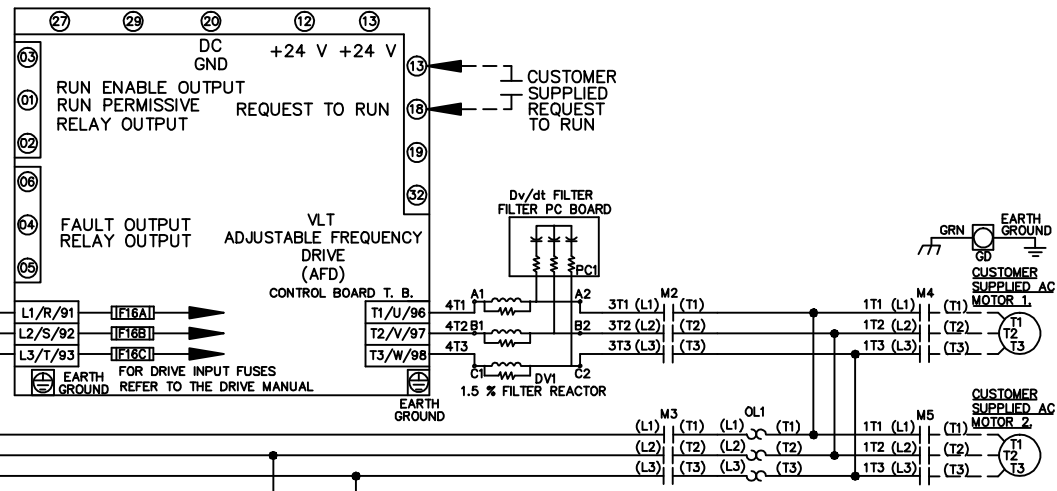 27 29 20 12 13
DC
GND
+24 V +24 V
03
01
02
RUN ENABLE OUTPUT
RUN PERMISSIVE
RELAY OUTPUT
REQUEST TO RUN
13
18
19
32
CUSTOMER
SUPPLIED
REQUEST
TO RUN
06
04
05
FAULT OUTPUT
RELAY OUTPUT
VLT
ADJUSTABLE FREQUENCY
DRIVE
(AFD)
CONTROL BOARD T. B.
Dv/dt FILTER
FILTER PC BOARD
PC1
GRN
GD
EARTH
GROUND
L1/R/91 F16A
L2/S/92 F16B
L3/T/93 F16C
EARTH
GROUND
FOR DRIVE INPUT FUSES
REFER TO THE DRIVE MANUAL
T1/U/96 4T1 A1 A2
T2/V/97 4T2 B1 B2
T3/W/98 4T3 C1 C2
EARTH
GROUND
DV1
1.5 % FILTER REACTOR
M2
3T1 (L1) (T1)
3T2 (L2) (T2)
3T3 (L3) (T3)
M4
1T1 (L1) (T1)
1T2 (L2) (T2)
1T3 (L3) (T3)
CUSTOMER
SUPPLIED AC
MOTOR 1.
T1
T2
T3
M3 OL1
(L1) (T1) (L1) (T1)
(L2) (T2) (L2) (T2)
(L3) (T3) (L3) (T3)
M5
1T1 (L1) (T1)
1T2 (L2) (T2)
1T3 (L3) (T3)
CUSTOMER
SUPPLIED AC
MOTOR 2.
T1
T2
T3